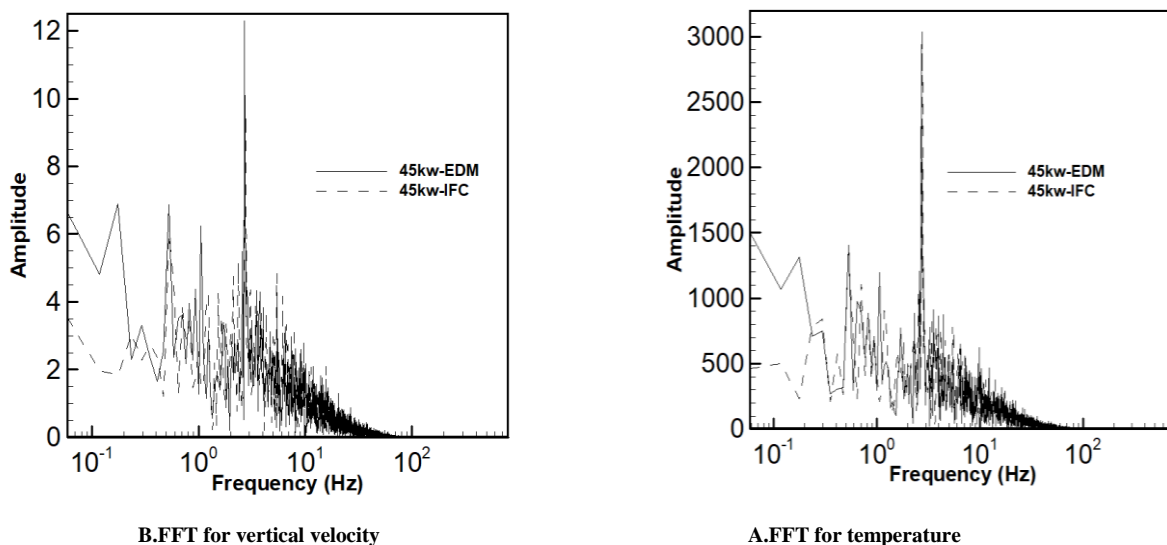 12
10
8
6
4
2
0
Amplitude
45kw-EDM
45kw-IFC
10-1
100
101
102
Frequency (Hz)
B.FFT for vertical velocity
3000
2500
2000
1500
1000
500
0
Amplitude
45kw-EDM
45kw-IFC
10-1
100
101
102
Frequency (Hz)
A.FFT for temperature